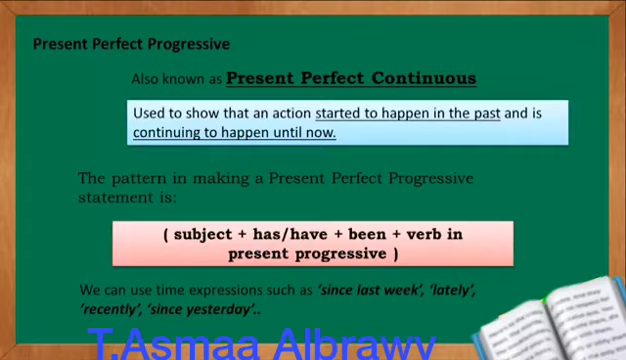 Present Perfect Progressive
Also known as Present Perfect Continuous
Used to show that an action started to happen in the past and is
continuing to happen until now.
The pattern in making a Present Perfect Progressive
statement is:
( subject + has/have + been + verb in
present progressive )
We can use time expressions such as ‘since last week’, ‘lately’,
‘recently’, ‘since yesterday’..
T.Asmaa Albrawy